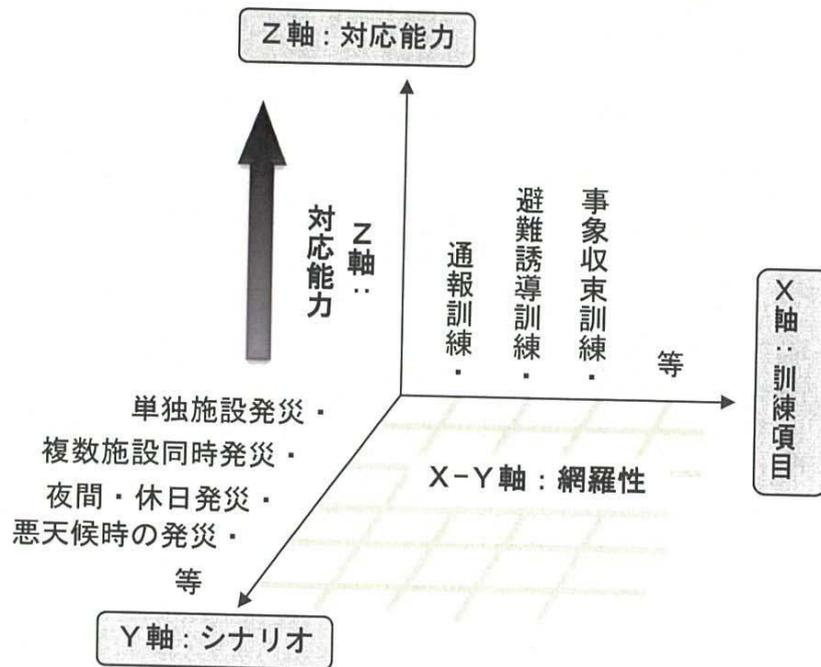 Z軸：対応能力
Z軸：
対応能力
通報訓練・
避難誘導訓練・
事象収束訓練・
等
X軸：訓練項目
単独施設発災・
複数施設同時発災・
夜間・休日発災・
悪天候時の発災・
等
X-Y軸：網羅性
Y軸：シナリオ